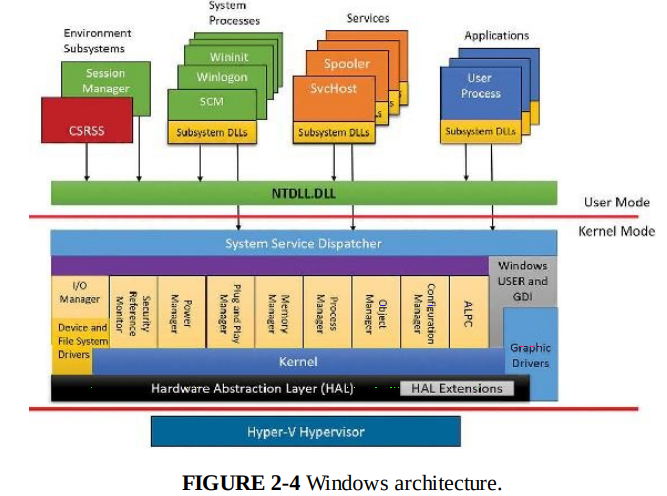 Environment
Subsystems
System
Processes
Services
Applications
Session
Manager
CSRSS
Wininit
Winlogon
SCM
Subsystem DLLs
Spooler
SvcHost
Subsystem DLLs
User
Process
Subsystem DLLs
NTDLL.DLL
User Mode
Kernel Mode
System Service Dispatcher
I/O
Manager
Device and
File System
Drivers
Security
Reference
Monitor
Power
Manager
Plug and Play
Manager
Memory
Manager
Process
Manager
Object
Manager
Configuration
Manager
ALPC
Windows
USER and
GDI
Graphic
Drivers
Kernel
Hardware Abstraction Layer (HAL)
HAL Extensions
Hyper-V Hypervisor
FIGURE 2-4 Windows architecture.